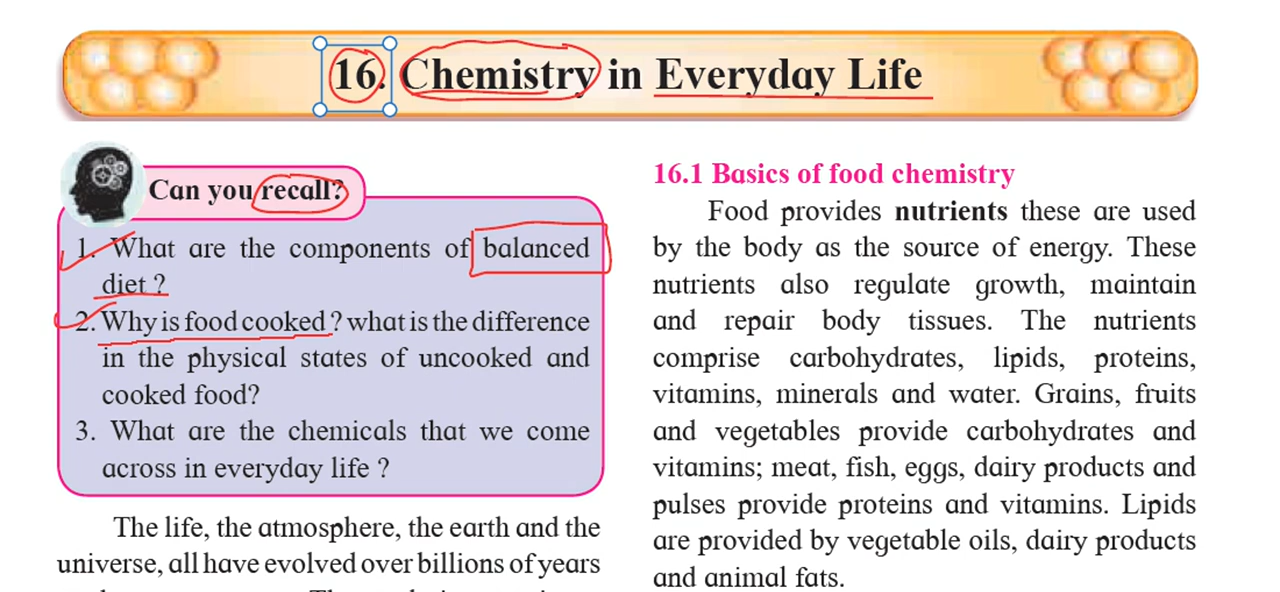 16. Chemistry in Everyday Life
Can you recall?
1. What are the components of balanced
diet ?
2. Why is food cooked ? what is the difference
in the physical states of uncooked and
cooked food?
3. What are the chemicals that we come
across in everyday life ?
The life, the atmosphere, the earth and the
universe, all have evolved over billions of years
16.1 Basics of food chemistry
Food provides nutrients these are used
by the body as the source of energy. These
nutrients also regulate growth, maintain
and repair body tissues. The nutrients
comprise carbohydrates, lipids, proteins,
vitamins, minerals and water. Grains, fruits
and vegetables provide carbohydrates and
vitamins; meat, fish, eggs, dairy products and
pulses provide proteins and vitamins. Lipids
are provided by vegetable oils, dairy products
and animal fats.